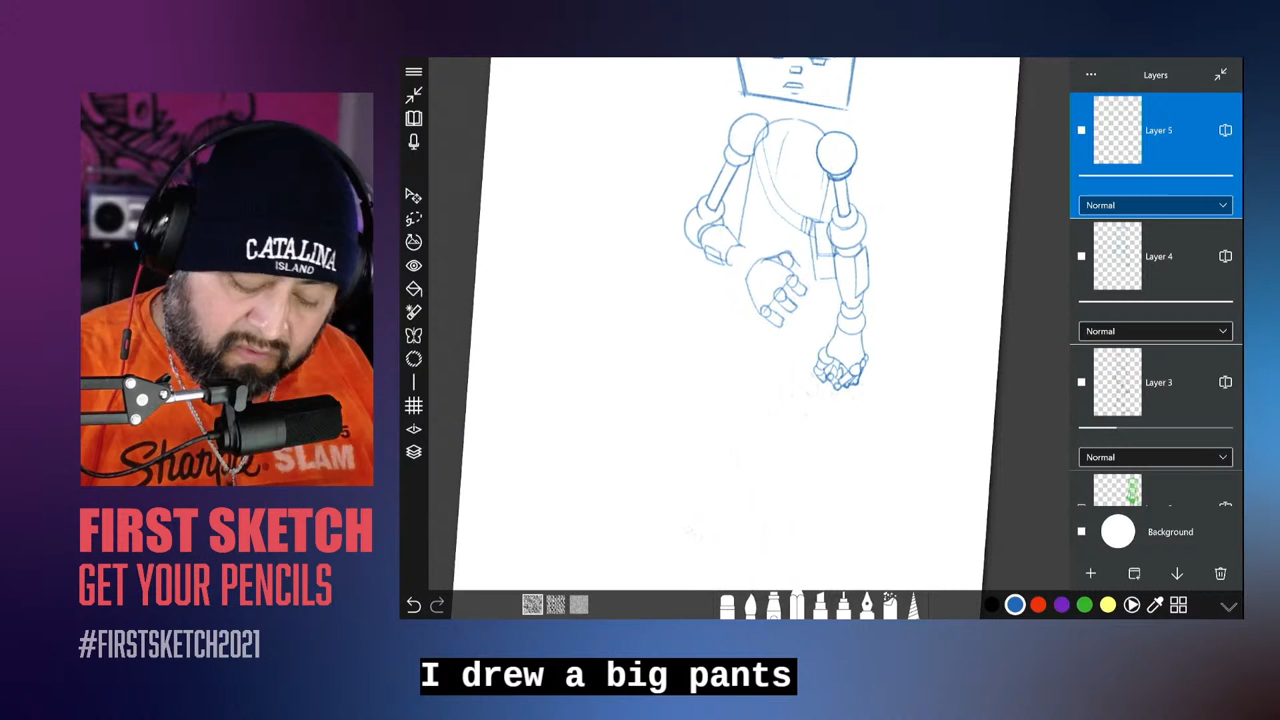 CATALINA
ISLAND
Sharpie SLAM
FIRST SKETCH
GET YOUR PENCILS
#FIRSTSKETCH2021
Layers
Layer 5
Normal
Layer 4
Normal
Layer 3
Normal
Background
I drew a big pants